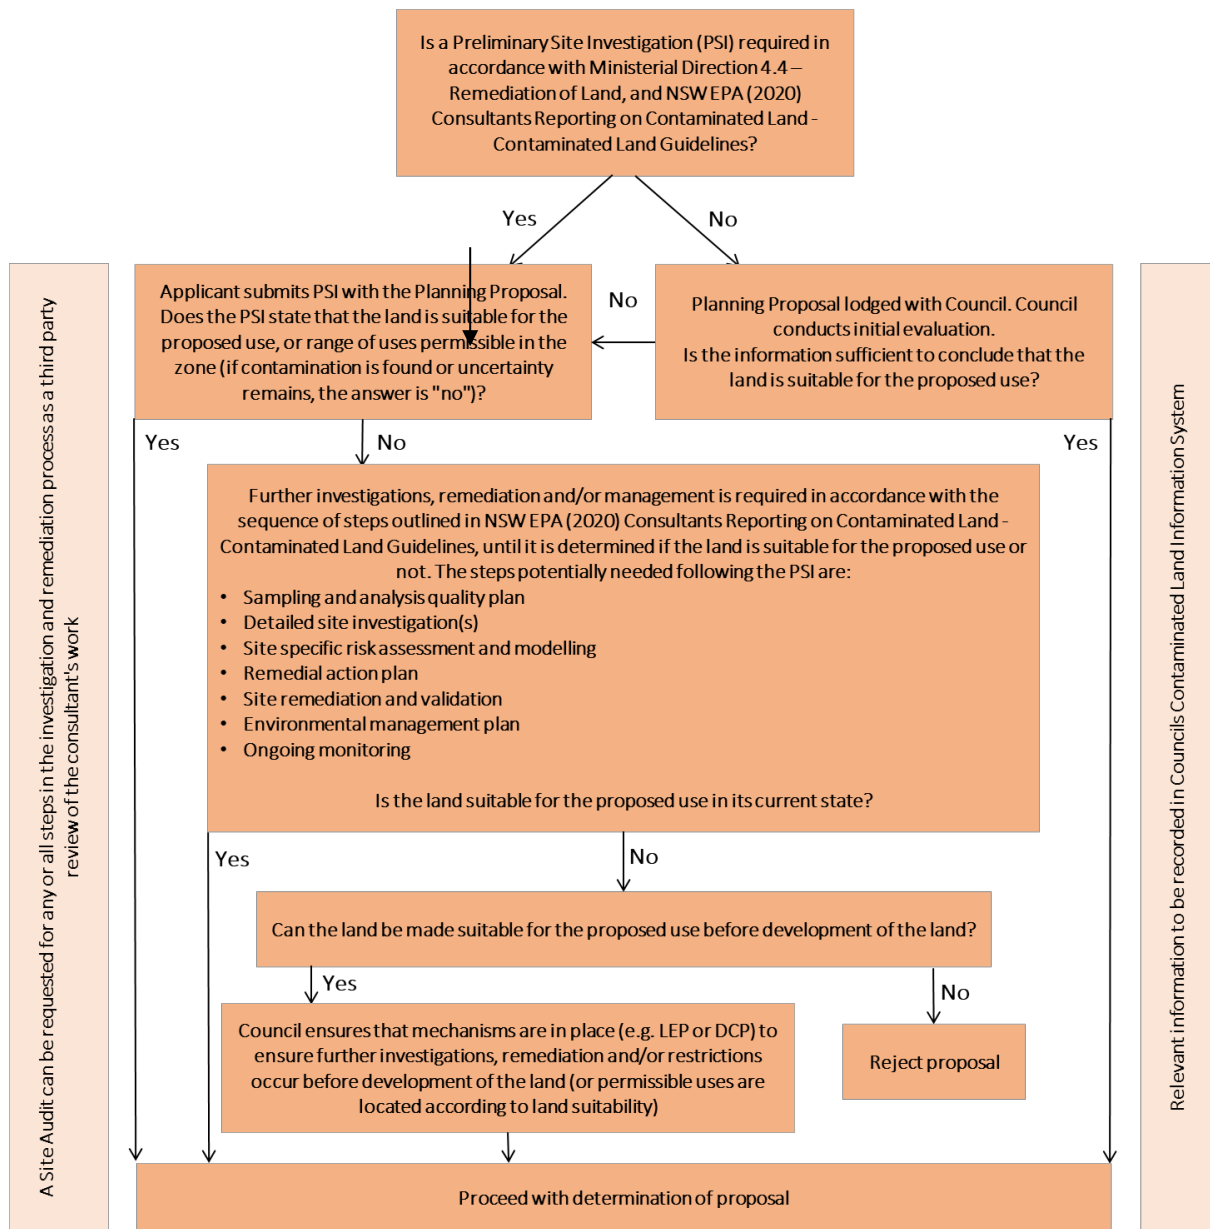 Is a Preliminary Site Investigation (PSI) required in
accordance with Ministerial Direction 4.4 –
Remediation of Land, and NSW EPA (2020)
Consultants Reporting on Contaminated Land -
Contaminated Land Guidelines?
Yes
No
Applicant submits PSI with the Planning Proposal.
Does the PSI state that the land is suitable for the
proposed use, or range of uses permissible in the
zone (if contamination is found or uncertainty
remains, the answer is "no")?
No
Planning Proposal lodged with Council. Council
conducts initial evaluation.
Is the information sufficient to conclude that the
land is suitable for the proposed use?
Yes
No
Yes
Further investigations, remediation and/or management is required in accordance with the
sequence of steps outlined in NSW EPA (2020) Consultants Reporting on Contaminated Land -
Contaminated Land Guidelines, until it is determined if the land is suitable for the proposed use or
not. The steps potentially needed following the PSI are:
• Sampling and analysis quality plan
• Detailed site investigation(s)
• Site specific risk assessment and modelling
• Remedial action plan
• Site remediation and validation
• Environmental management plan
• Ongoing monitoring
Is the land suitable for the proposed use in its current state?
Yes
No
Can the land be made suitable for the proposed use before development of the land?
Yes
No
Council ensures that mechanisms are in place (e.g. LEP or DCP) to
ensure further investigations, remediation and/or restrictions
occur before development of the land (or permissible uses are
located according to land suitability)
Reject proposal
Proceed with determination of proposal
A Site Audit can be requested for any or all steps in the investigation and remediation process as a third party
review of the consultant's work
Relevant information to be recorded in Councils Contaminated Land Information System